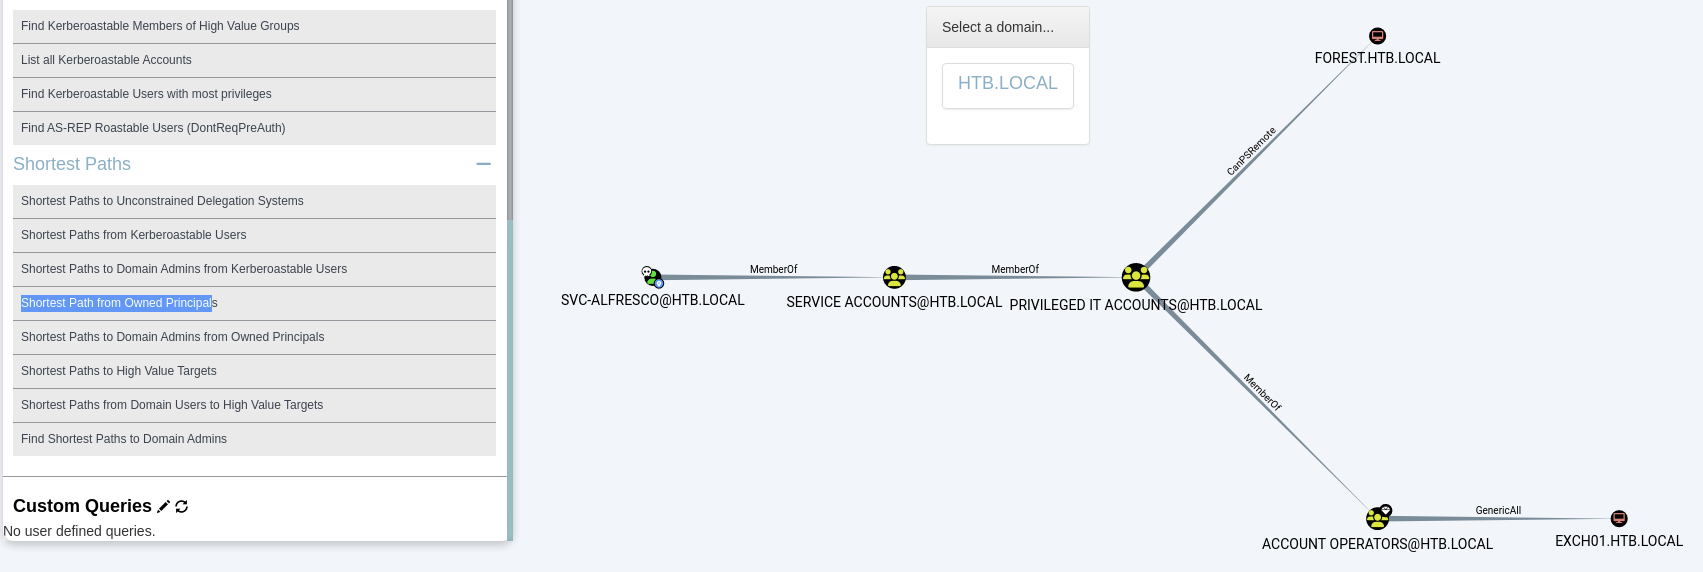 Find Kerberoastable Members of High Value Groups
List all Kerberoastable Accounts
Find Kerberoastable Users with most privileges
Find AS-REP Roastable Users (DontReqPreAuth)
Shortest Paths
Shortest Paths to Unconstrained Delegation Systems
Shortest Paths from Kerberoastable Users
Shortest Paths to Domain Admins from Kerberoastable Users
Shortest Path from Owned Principals
Shortest Paths to Domain Admins from Owned Principals
Shortest Paths to High Value Targets
Shortest Paths from Domain Users to High Value Targets
Find Shortest Paths to Domain Admins
Custom Queries
No user defined queries.
Select a domain...
HTB.LOCAL
FOREST.HTB.LOCAL
CanPSRemote
MemberOf
MemberOf
SVC-ALFRESCO@HTB.LOCAL
SERVICE ACCOUNTS@HTB.LOCAL
PRIVILEGED IT ACCOUNTS@HTB.LOCAL
MemberOf
GenericAll
ACCOUNT OPERATORS@HTB.LOCAL
EXCH01.HTB.LOCAL